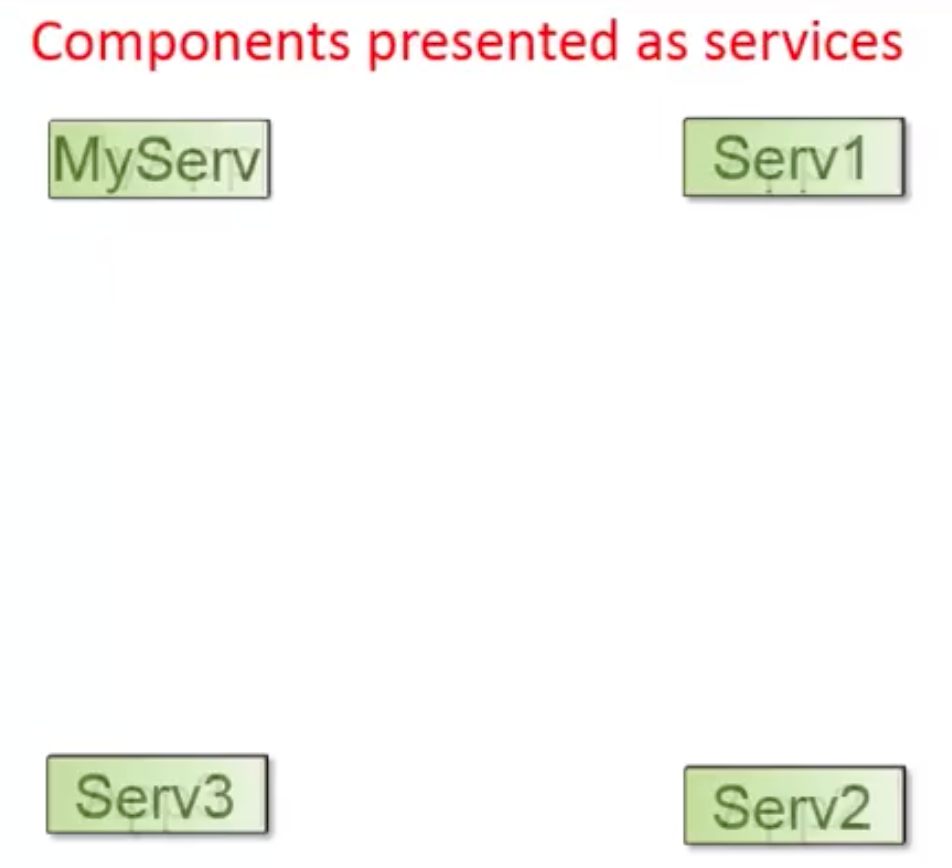 Components presented as services
MyServ
Serv1
Serv3
Serv2